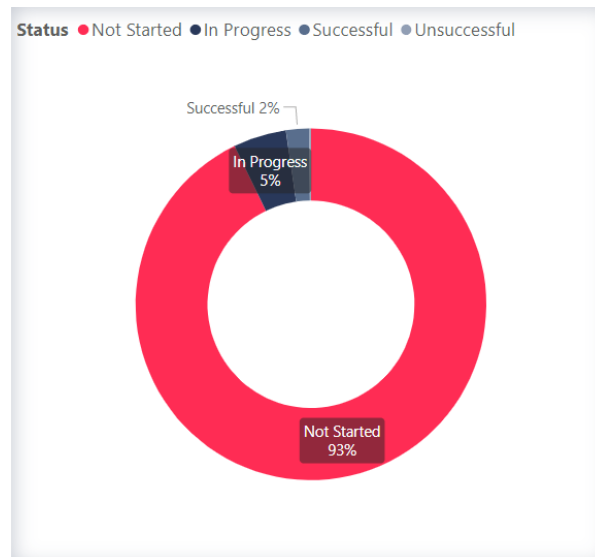 Status Not Started In Progress Successful Unsuccessful
Successful 2%
In Progress
5%
Not Started
93%